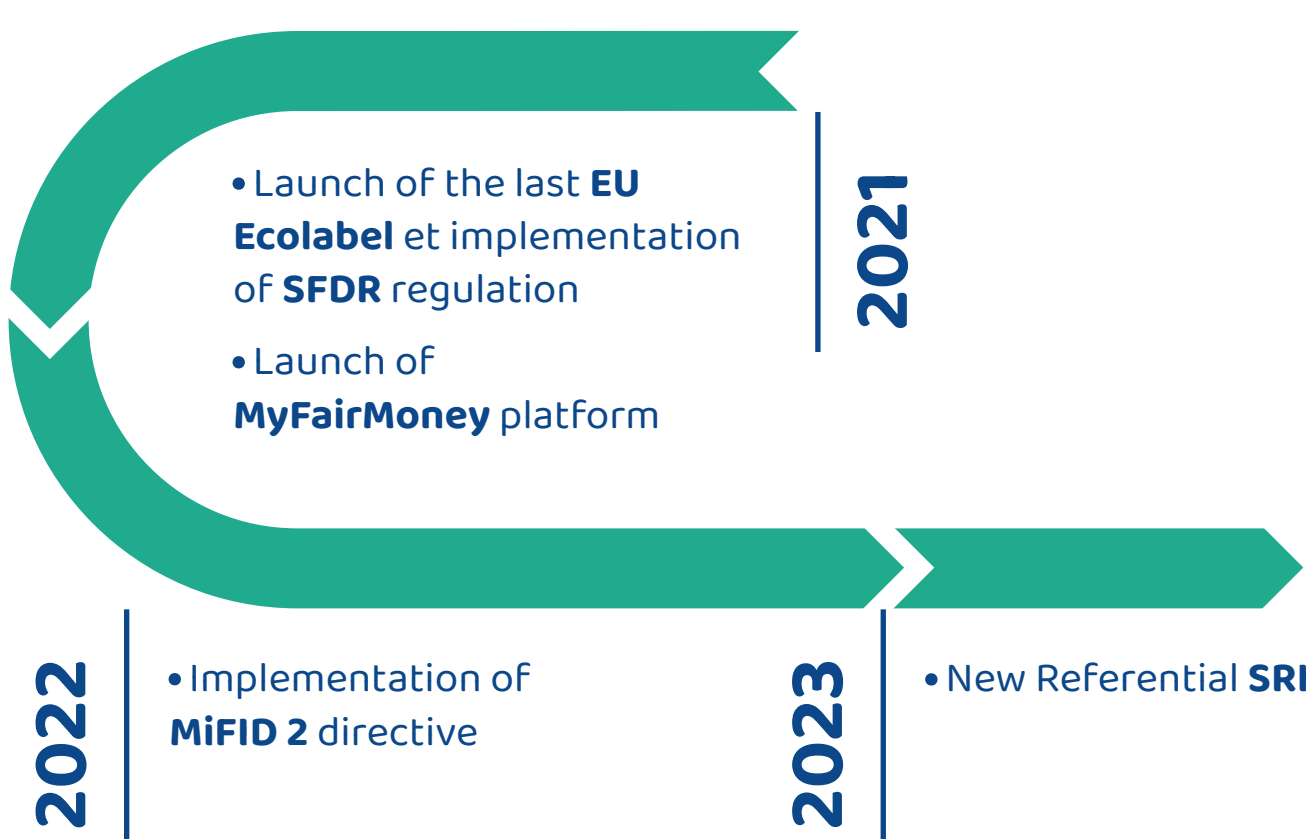 2021
• Launch of the last EU
Ecolabel et implementation
of SFDR regulation
• Launch of
MyFairMoney platform
2022
• Implementation of
MiFID 2 directive
2023
• New Referential SRI